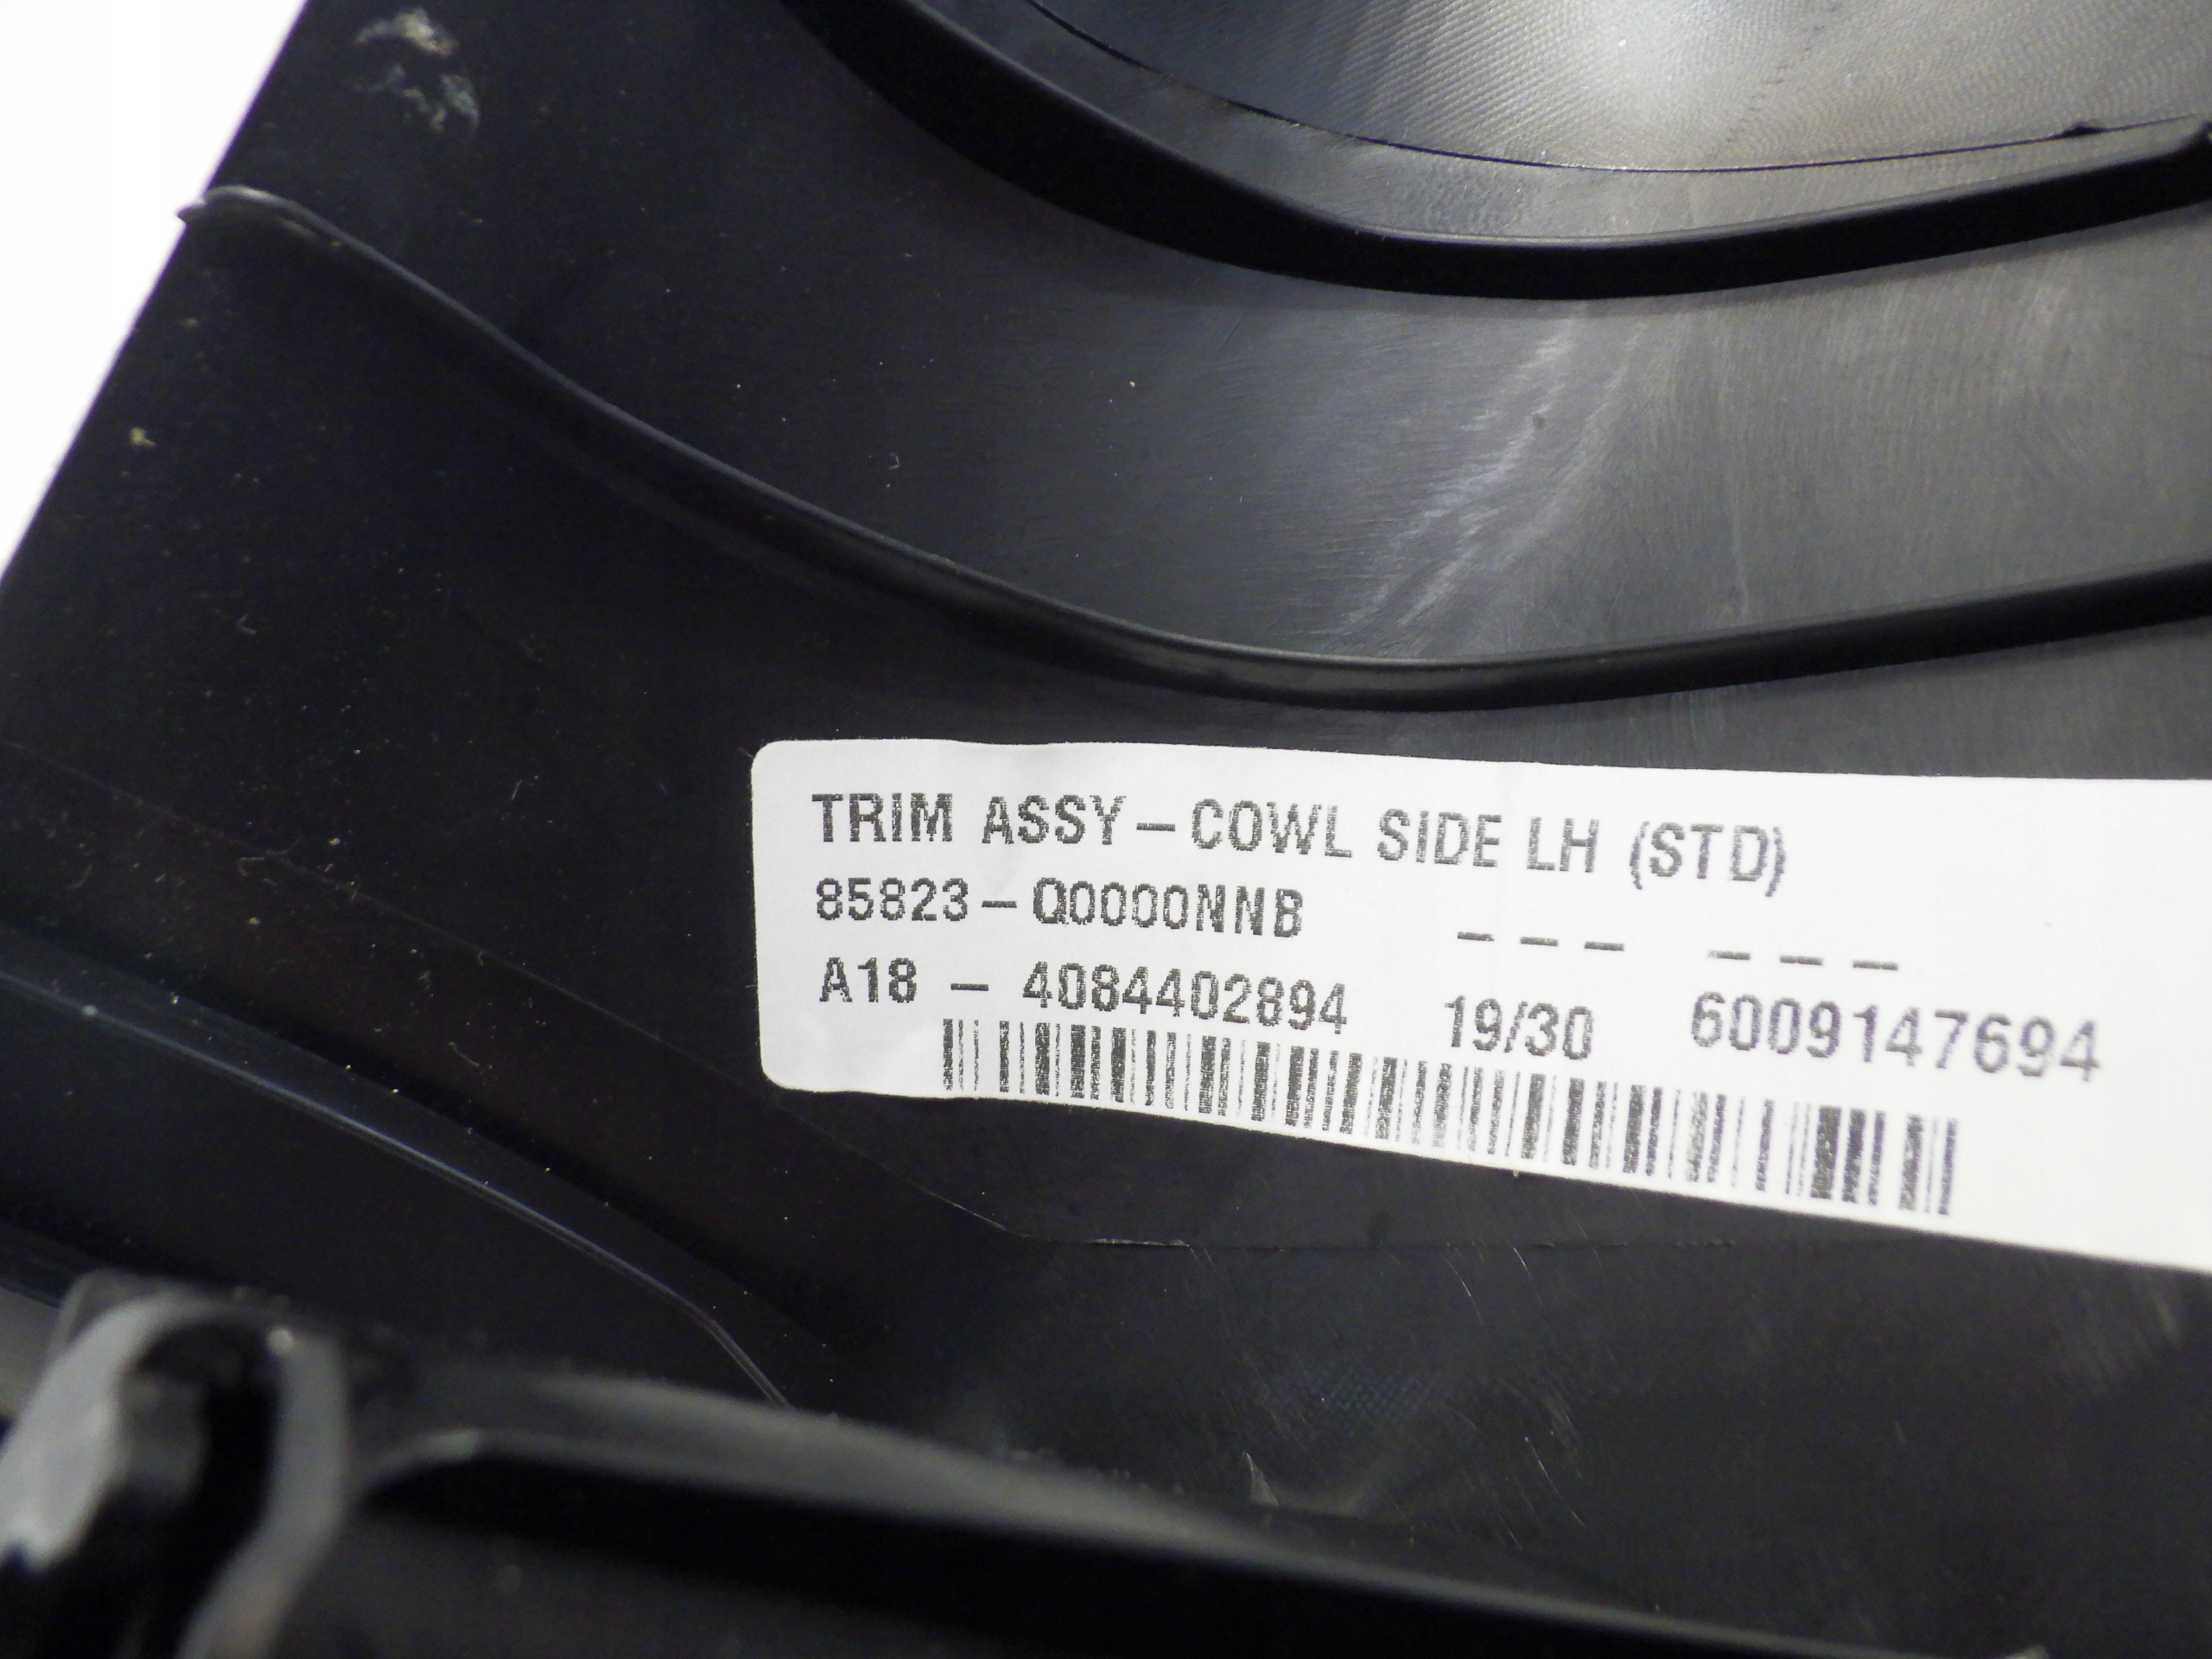 TRIM ASSY-COWL SIDE LH (STD)
85823-Q0000NNB --- ---
A18 - 4084402894 19/30 6009147694